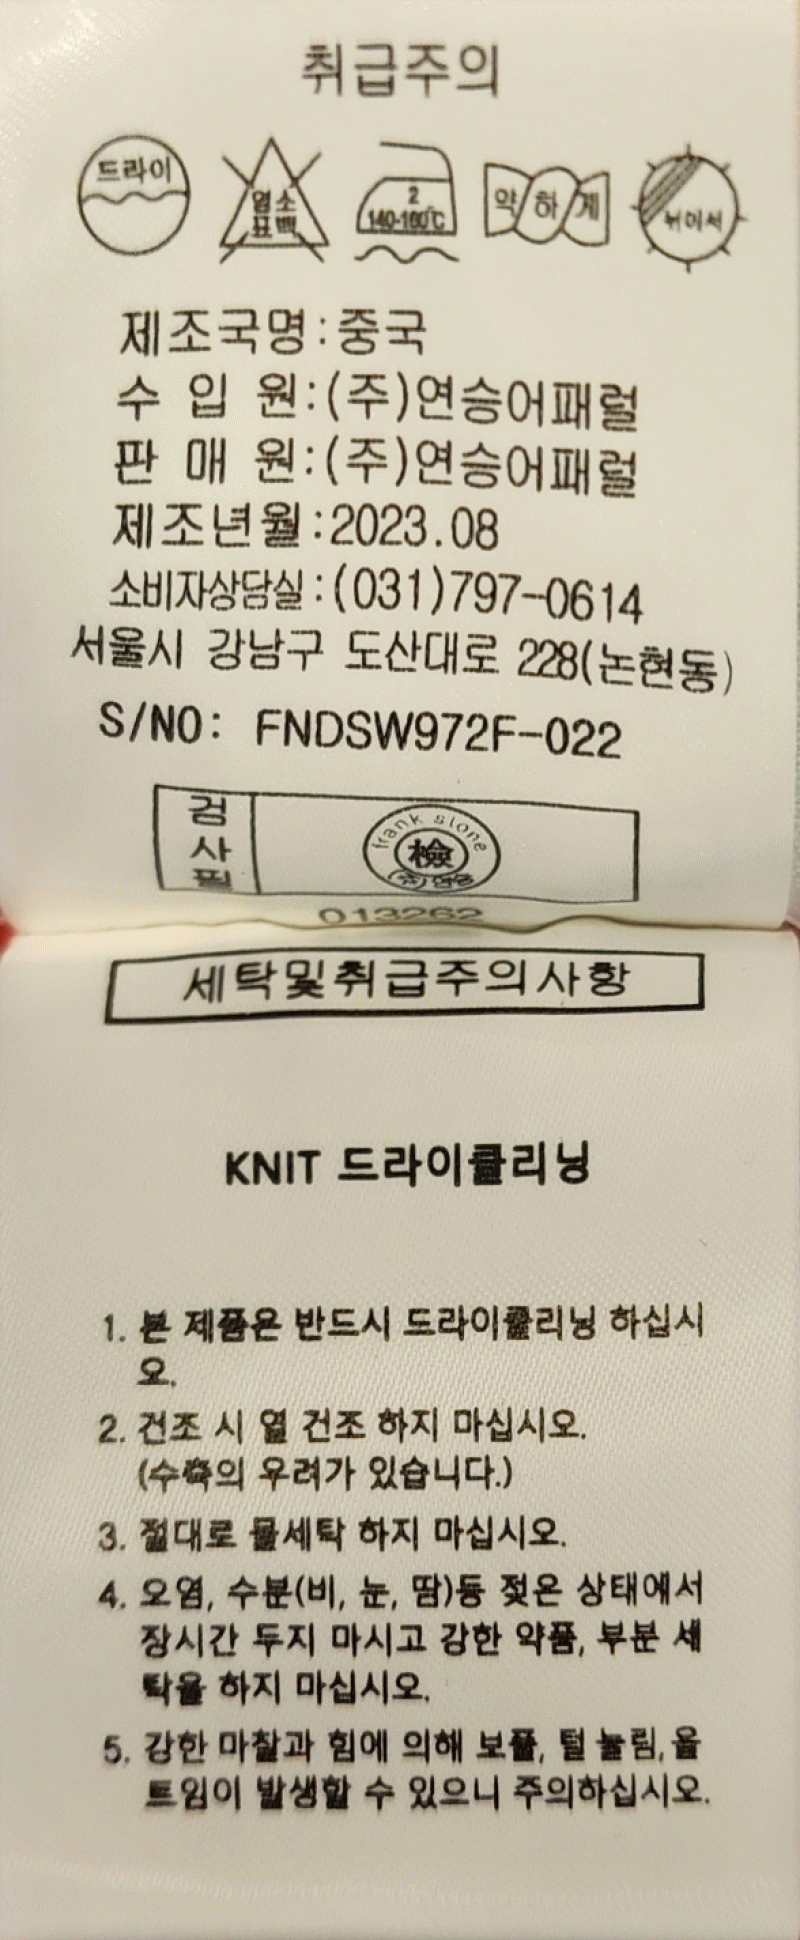 취급주의
드라이
염소
표백
2
140-160℃
약하게
뉘어서
제조국명:중국
수 입 원:(주)연승어패럴
판 매 원:(주)연승어패럴
제조년월:2023.08
소비자상담실:(031)797-0614
서울시 강남구 도산대로 228(논현동)
S/NO: FNDSW972F-022
검사필
frank stone
檢
(주)연승
013262
세탁및취급주의사항
KNIT 드라이클리닝
1. 본 제품은 반드시 드라이클리닝 하십시
오.
2. 건조 시 열 건조 하지 마십시오.
(수축의 우려가 있습니다.)
3. 절대로 물세탁 하지 마십시오.
4. 오염, 수분(비, 눈, 땀)등 젖은 상태에서
장시간 두지 마시고 강한 약품, 부분 세
탁을 하지 마십시오.
5. 강한 마찰과 힘에 의해 보풀, 털 눌림, 올
트임이 발생할 수 있으니 주의하십시오.